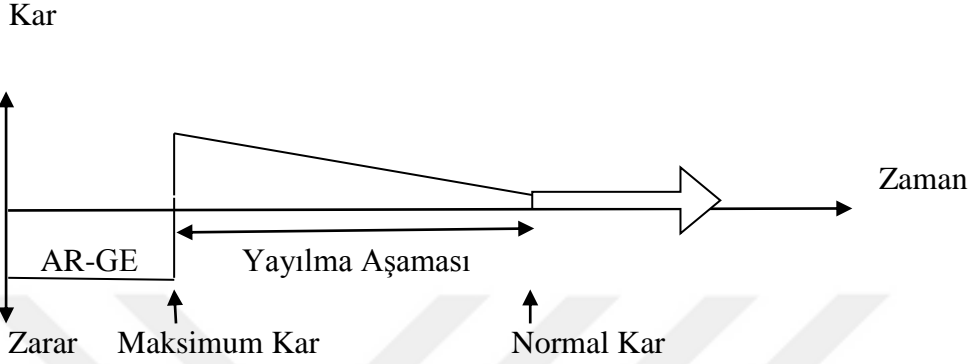 Kar
Zaman
AR-GE
Yayılma Aşaması
Zarar
Maksimum Kar
Normal Kar